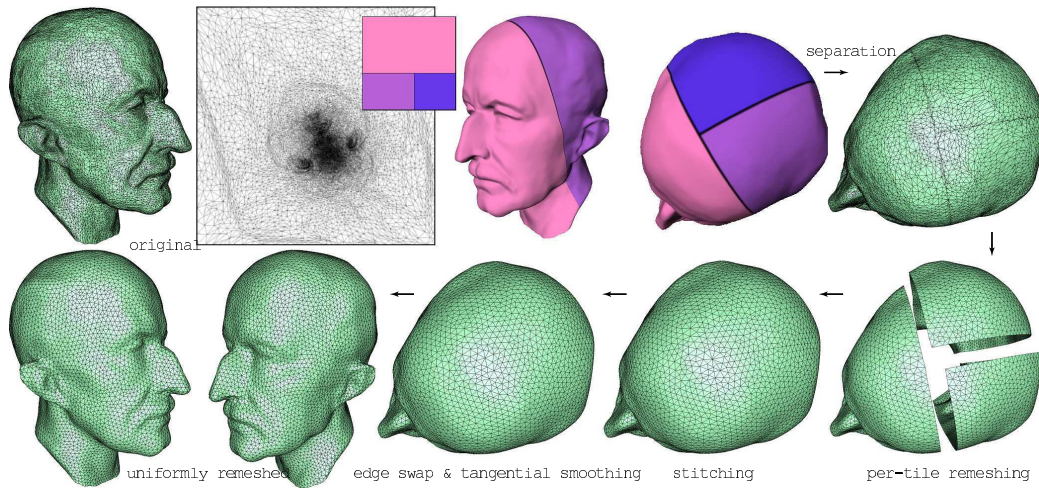 separation
original
uniformly remeshed
edge swap & tangential smoothing
stitching
per-tile remeshing